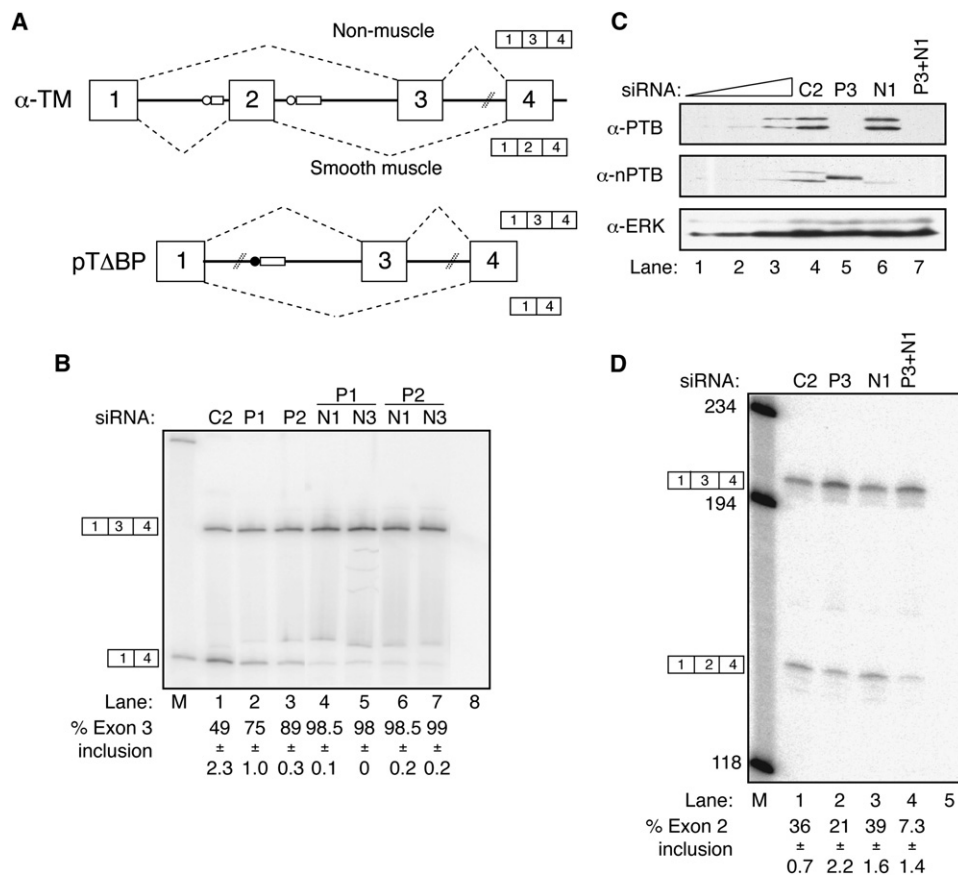 A
Non-muscle
1 3 4
α-TM
1 2 3 4
1 2 4
Smooth muscle
1 3 4
pTΔBP
1 3 4
1 4
B
siRNA:
P1 P2
C2 P1 P2 N1 N3 N1 N3
1 3 4
1 4
Lane: M 1 2 3 4 5 6 7 8
% Exon 3 49 75 89 98.5 98 98.5 99
inclusion ± ± ± ± ± ± ±
2.3 1.0 0.3 0.1 0 0.2 0.2
C
siRNA: C2 P3 N1 P3+N1
α-PTB
α-nPTB
α-ERK
Lane: 1 2 3 4 5 6 7
D
siRNA: C2 P3 N1 P3+N1
234
1 3 4
194
1 2 4
118
Lane: M 1 2 3 4 5
% Exon 2 36 21 39 7.3
inclusion ± ± ± ±
0.7 2.2 1.6 1.4